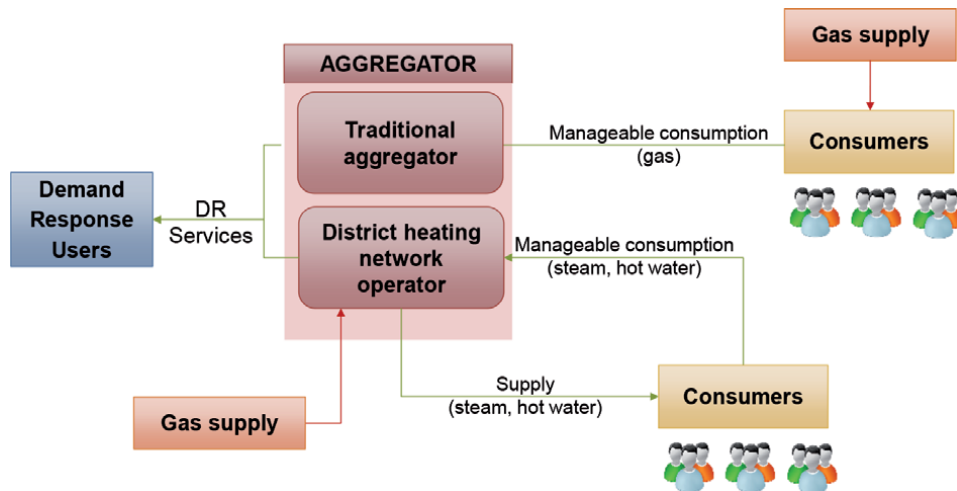 Gas supply
AGGREGATOR
Traditional
aggregator
Manageable consumption
(gas)
Consumers
Demand
Response
Users
DR
Services
District heating
network
operator
Manageable consumption
(steam, hot water)
Supply
(steam, hot water)
Consumers
Gas supply